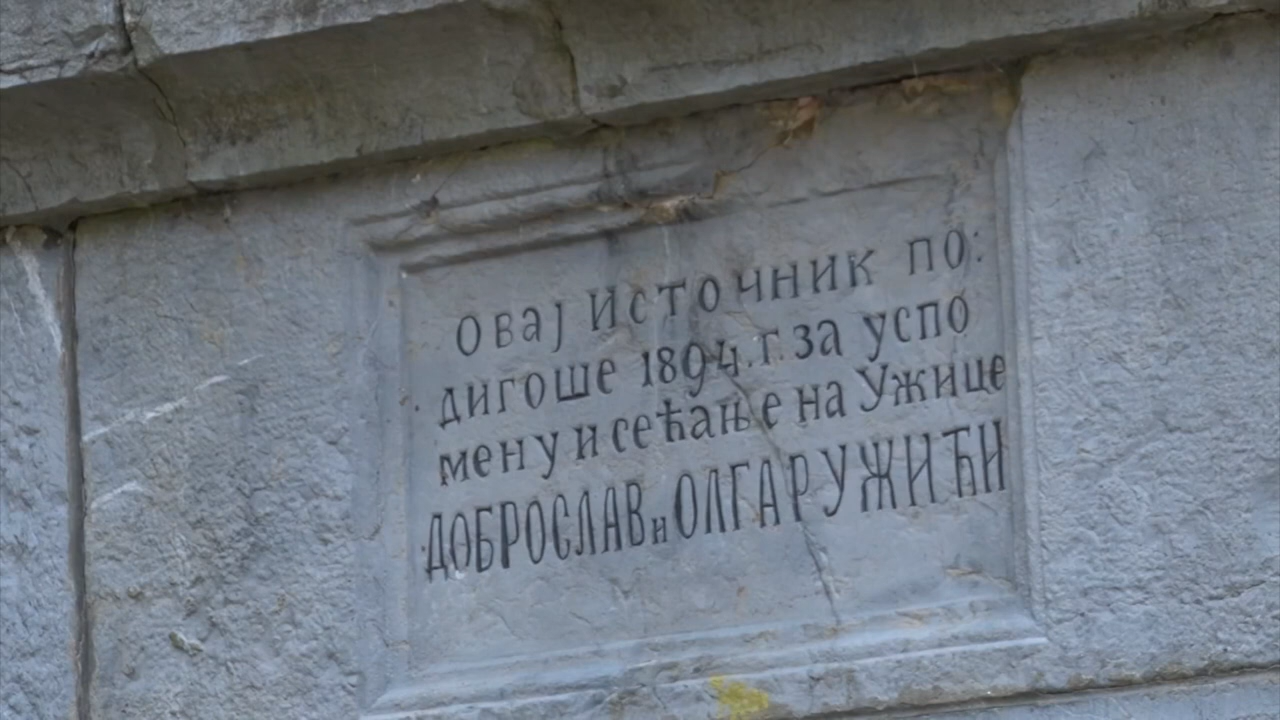 Овај Источник по:
дигоше 1894. г. за успо
мену и сећање на Ужице
ДОБРОСЛАВ и ОЛГА РУЖИЋИ